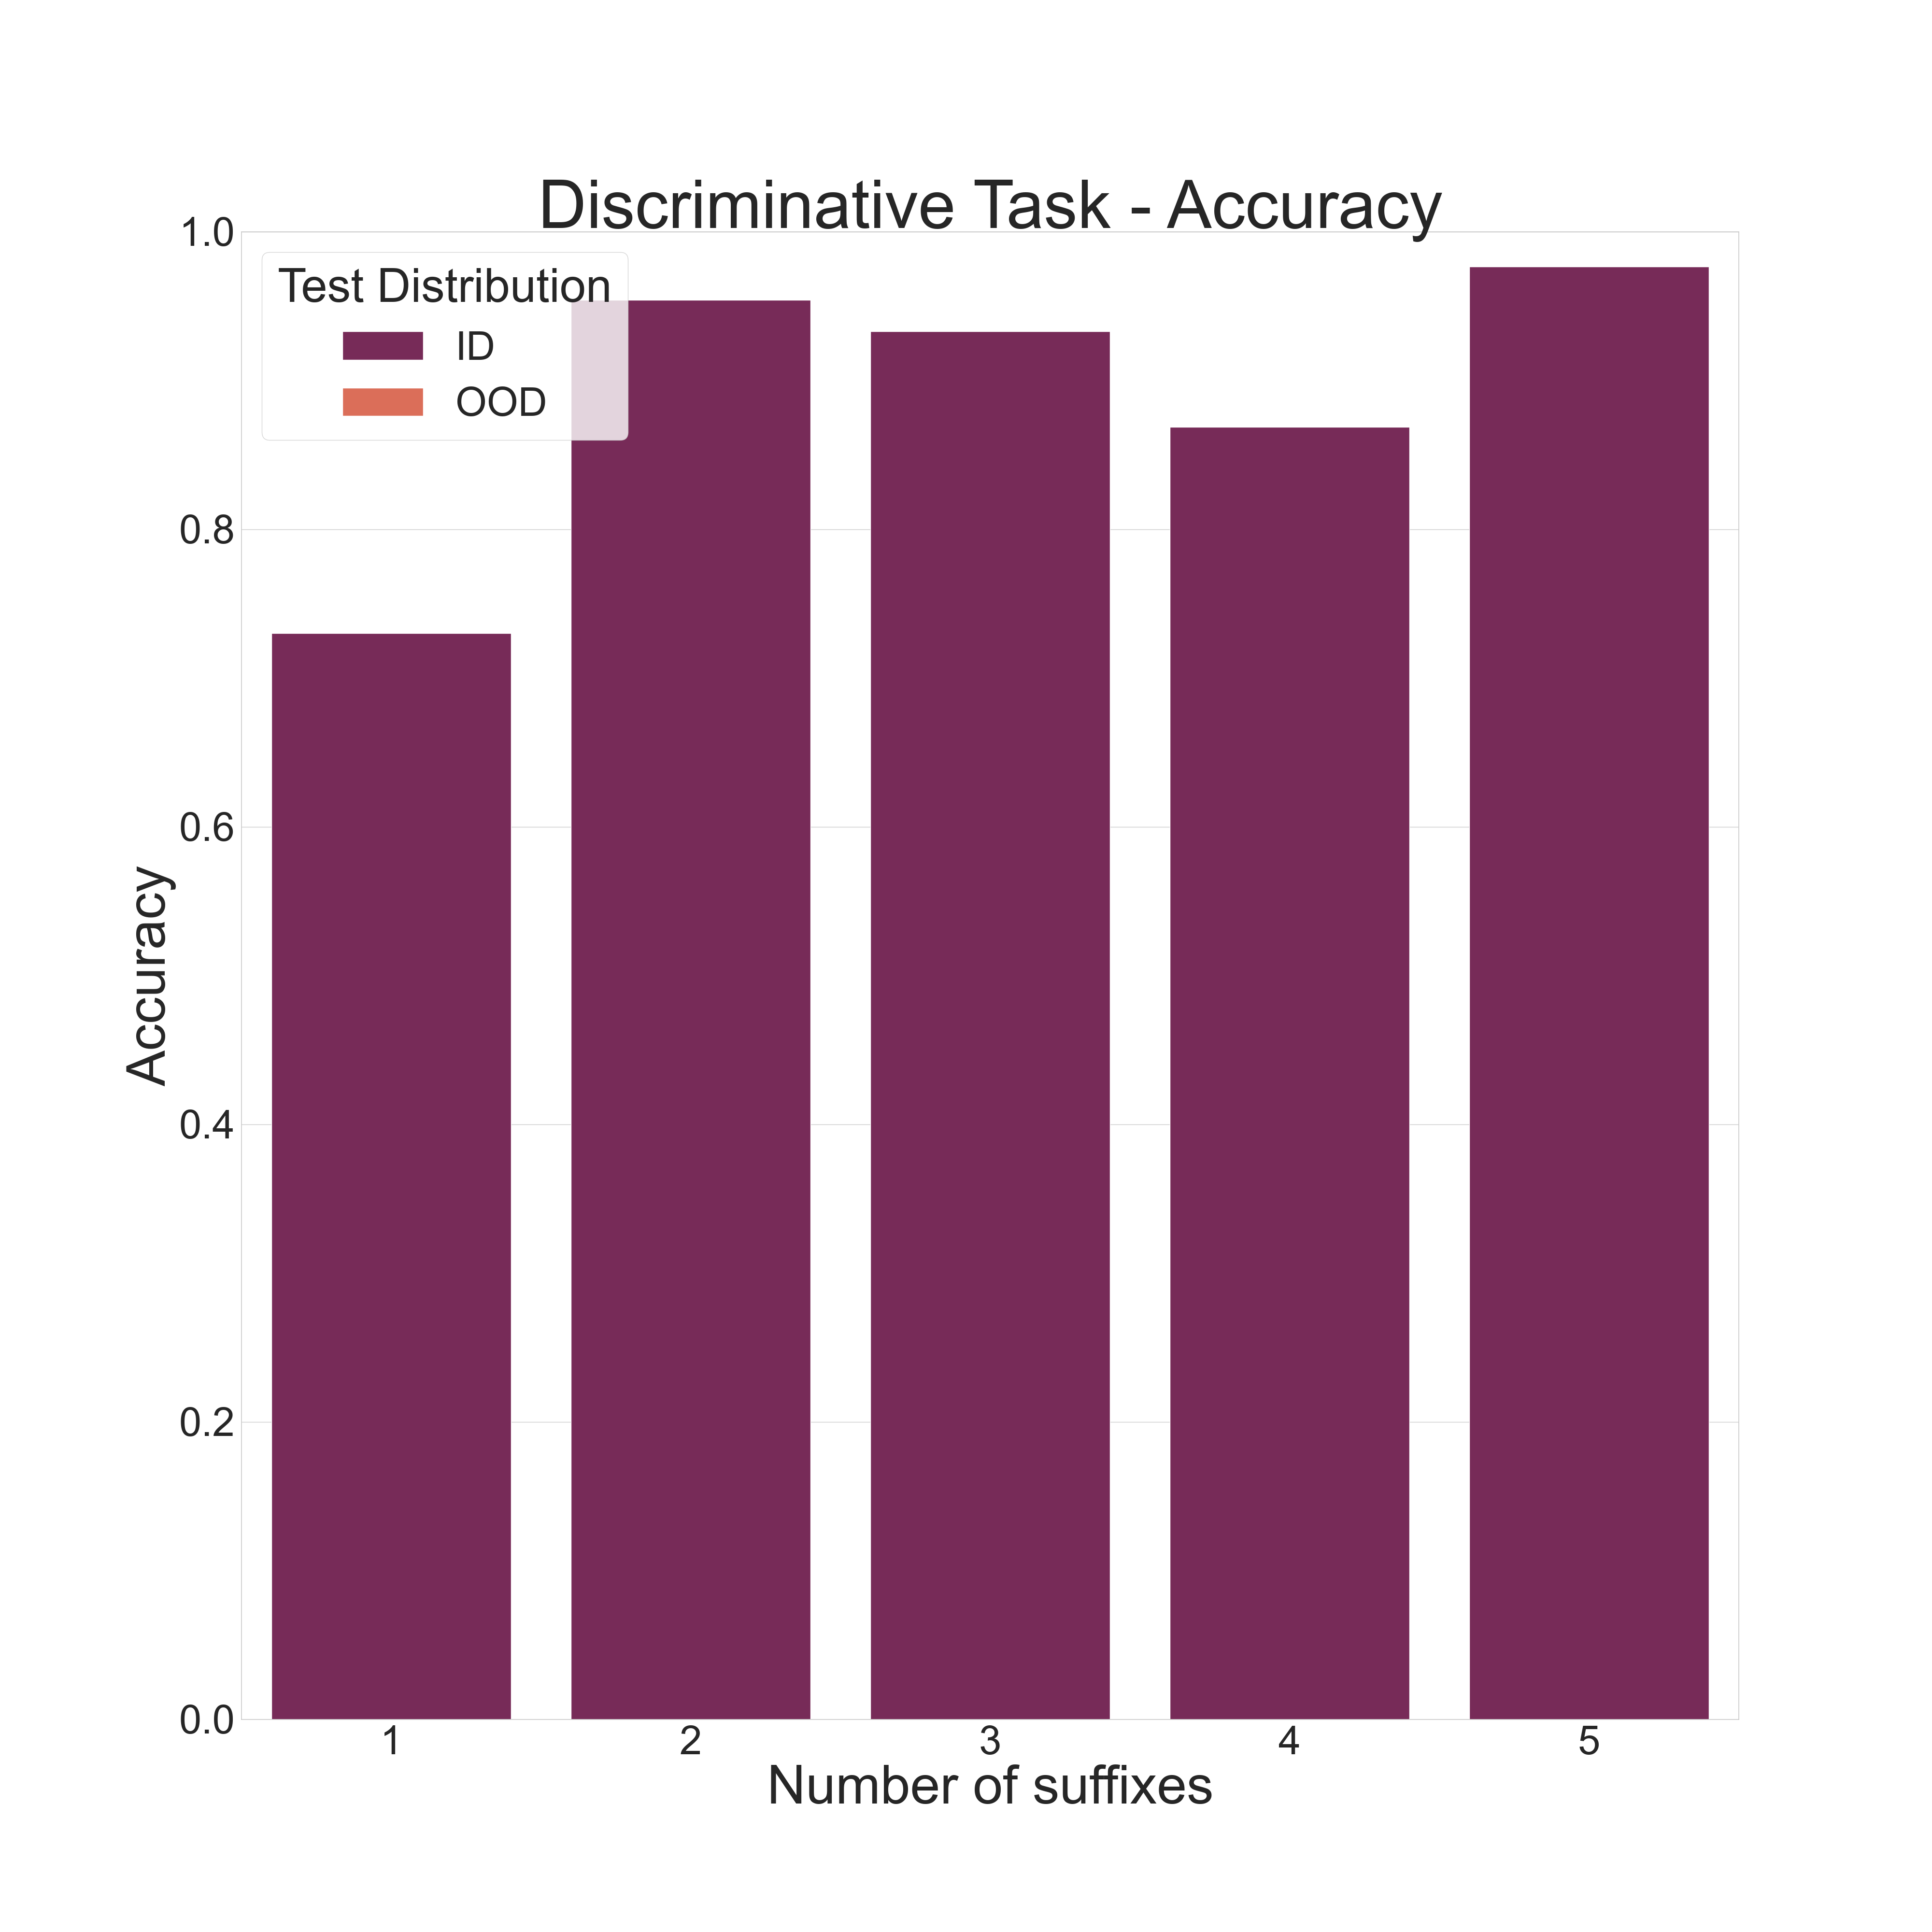 Discriminative Task - Accuracy
Test Distribution
ID
OOD
Accuracy
1.0
0.8
0.6
0.4
0.2
0.0
1 2 3 4 5
Number of suffixes